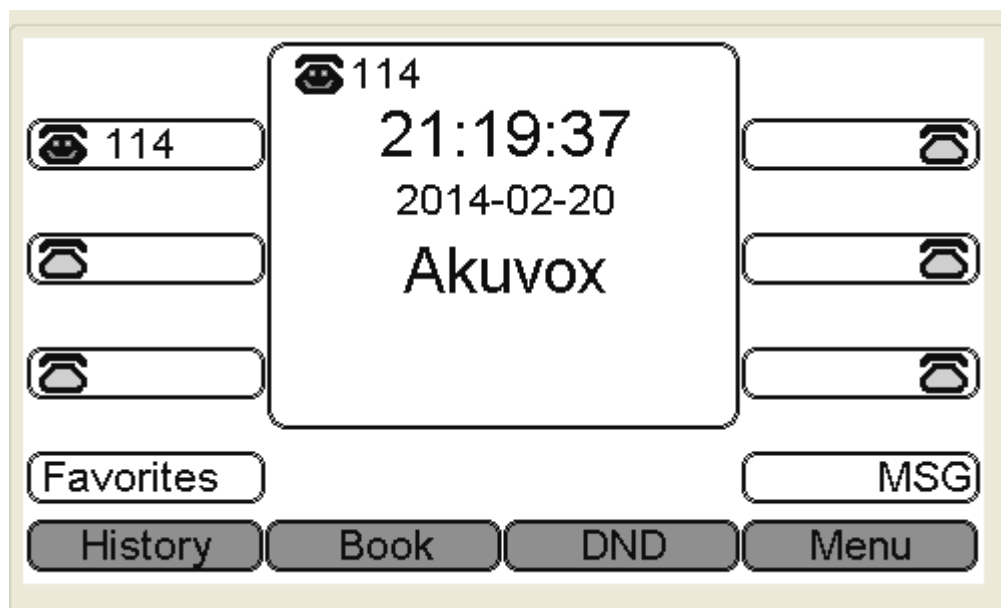 114
114
21:19:37
2014-02-20
Akuvox
Favorites
MSG
History Book DND Menu